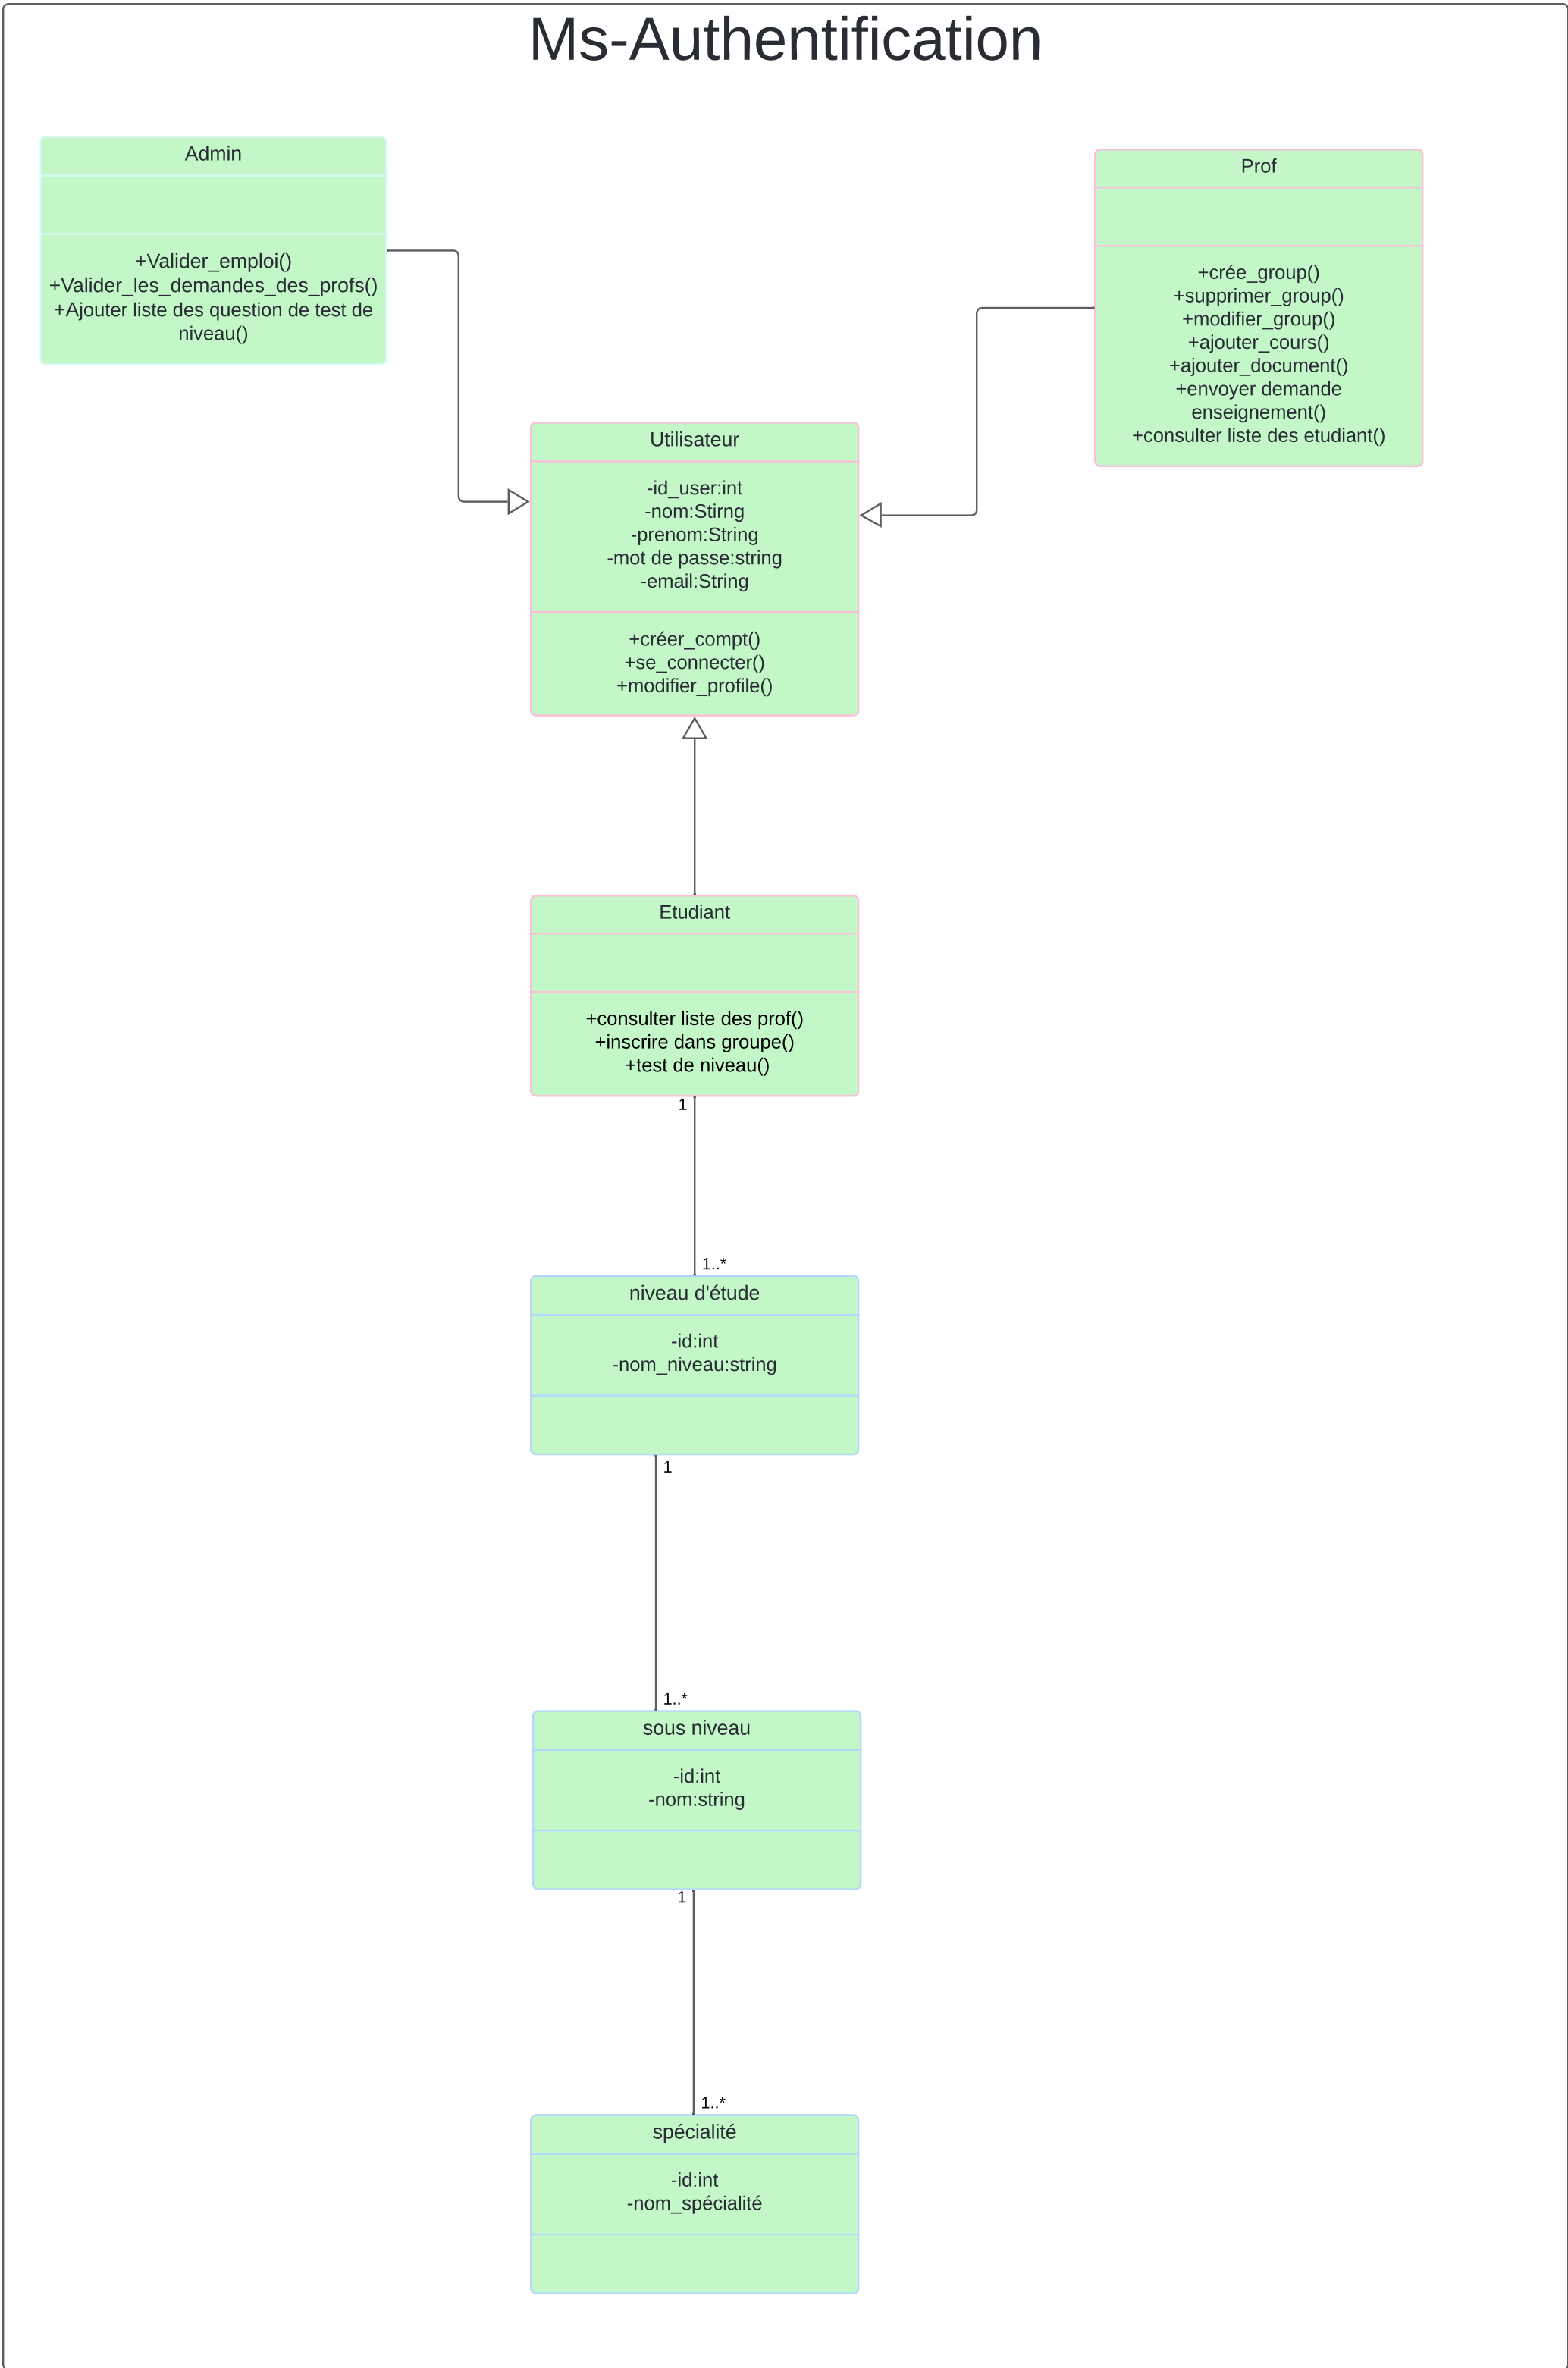 Ms-Authentification
Admin
+Valider_emploi()
+Valider_les_demandes_des_profs()
+Ajouter liste des question de test de
niveau()
Prof
+crée_group()
+supprimer_group()
+modifier_group()
+ajouter_cours()
+ajouter_document()
+envoyer demande
enseignement()
+consulter liste des etudiant()
Utilisateur
-id_user:int
-nom:Stirng
-prenom:String
-mot de passe:string
-email:String
+créer_compt()
+se_connecter()
+modifier_profile()
Etudiant
+consulter liste des prof()
+inscrire dans groupe()
+test de niveau()
1
1..*
niveau d'étude
-id:int
-nom_niveau:string
1
1..*
sous niveau
-id:int
-nom:string
1
1..*
spécialité
-id:int
-nom_spécialité